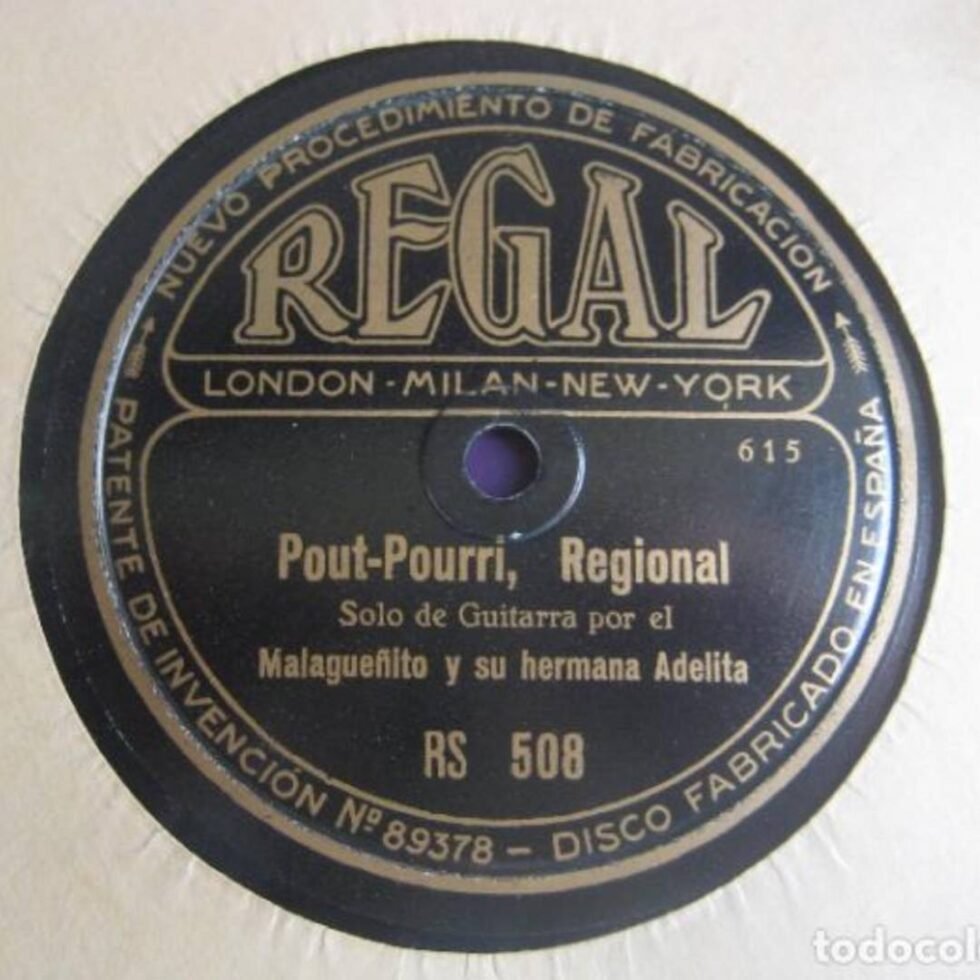 NUEVO PROCEDIMIENTO DE FABRICACION
REGAL
LONDON - MILAN - NEW - YORK
615
Pout-Pourri, Regional
Solo de Guitarra por el
Malagueñito y su hermana Adelita
RS 508
PATENTE DE INVENCIÓN Nº 89378 - DISCO FABRICADO EN ESPAÑA
todocol